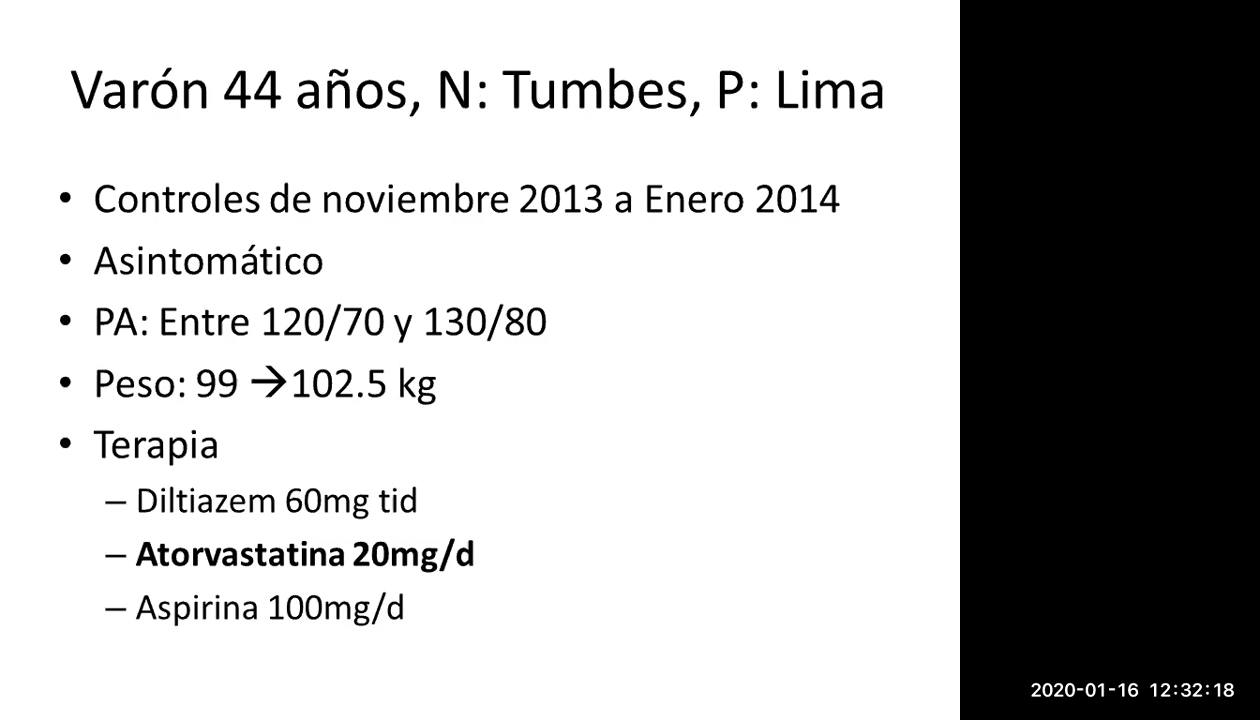 Varón 44 años, N: Tumbes, P: Lima
• Controles de noviembre 2013 a Enero 2014
• Asintomático
• PA: Entre 120/70 y 130/80
• Peso: 99 →102.5 kg
• Terapia
– Diltiazem 60mg tid
– Atorvastatina 20mg/d
– Aspirina 100mg/d
2020-01-16 12:32:18